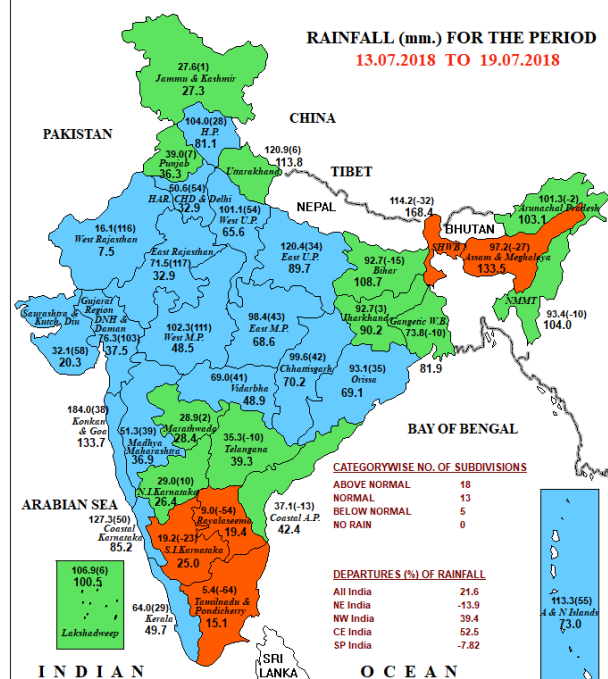 RAINFALL (mm.) FOR THE PERIOD
13.07.2018 TO 19.07.2018
27.6(1)
Jammu & Kashmir
27.3
CHINA
PAKISTAN
104.0(28)
H.P.
81.1
39.0(7)
Punjab
36.3
120.9(6)
113.8
Uttarakhand
TIBET
50.6(54)
HAR. CHD & Delhi
32.9
NEPAL
114.2(-32)
168.4
101.3(-2)
Arunachal Pradesh
103.1
BHUTAN
16.1(116)
West Rajasthan
7.5
101.1(54)
West U.P.
65.6
East Rajasthan
71.5(117)
32.9
120.4(34)
East U.P.
89.7
92.7(-15)
Bihar
108.7
SHWB
97.2(-27)
Assam & Meghalaya
133.5
NMMT
93.4(-10)
104.0
Saurashtra &
Kutch, Diu
32.1(58)
20.3
Gujarat
Region
DNH &
Daman
76.3(103)
37.5
102.3(111)
West M.P.
48.5
98.4(43)
East M.P.
68.6
92.7(3)
Jharkhand
90.2
Gangetic W.B.
73.8(-10)
81.9
99.6(42)
Chhattisgarh
70.2
93.1(35)
Orissa
69.1
69.0(41)
Vidarbha
48.9
184.0(38)
Konkan
& Goa
133.7
51.3(39)
Madhya
Maharashtra
36.9
28.9(2)
Marathwada
28.4
35.3(-10)
Telangana
39.3
BAY OF BENGAL
29.0(10)
N.I.Karnataka
26.4
ARABIAN SEA
127.3(50)
Coastal
Karnataka
85.2
9.0(-54)
Rayalaseema
19.4
37.1(-13)
Coastal A.P.
42.4
19.2(-23)
S.I.Karnataka
25.0
5.4(-64)
Tamilnadu &
Pondicherry
15.1
64.0(29)
Kerala
49.7
106.9(6)
100.5
Lakshadweep
CATEGORYWISE NO. OF SUBDIVISIONS
ABOVE NORMAL 18
NORMAL 13
BELOW NORMAL 5
NO RAIN 0
DEPARTURES (%) OF RAINFALL
All India 21.6
NE India -13.9
NW India 39.4
CE India 52.5
SP India -7.82
113.3(55)
A & N Islands
73.0
SRI
LANKA
INDIAN OCEAN